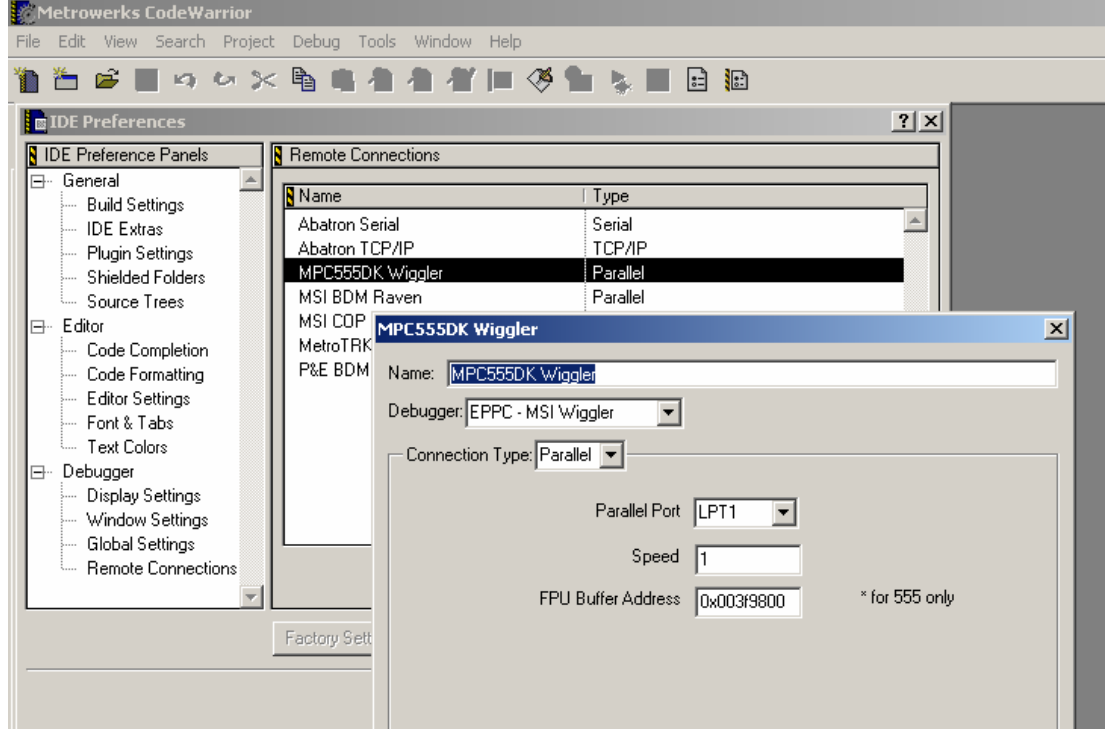 Metrowerks CodeWarrior
File Edit View Search Project Debug Tools Window Help
IDE Preferences
IDE Preference Panels
General
Build Settings
IDE Extras
Plugin Settings
Shielded Folders
Source Trees
Editor
Code Completion
Code Formatting
Editor Settings
Font & Tabs
Text Colors
Debugger
Display Settings
Window Settings
Global Settings
Remote Connections
Remote Connections
Name Type
Abatron Serial Serial
Abatron TCP/IP TCP/IP
MPC555DK Wiggler Parallel
MSI BDM Raven Parallel
MSI COP
MetroTRK
P&E BDM
Factory Sett
MPC555DK Wiggler
Name: MPC555DK Wiggler
Debugger: EPPC - MSI Wiggler
Connection Type: Parallel
Parallel Port LPT1
Speed 1
FPU Buffer Address 0x003f9800 * for 555 only